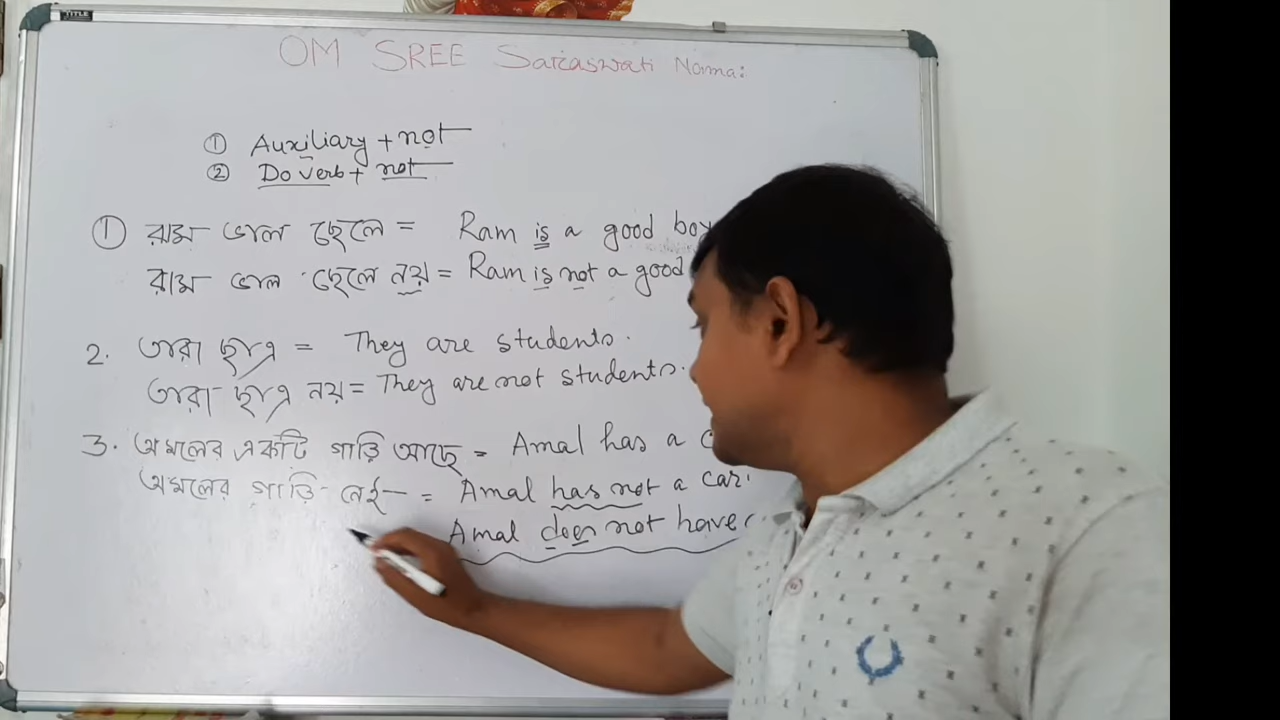 TITLE
OM SREE Saraswati Noma:
① Auxiliary + not
② Do verb + not
① রাম ভাল ছেলে = Ram is a good boy
রাম ভাল ছেলে নয় = Ram is not a good
2. তারা ছাত্র = They are students.
তারা ছাত্র নয় = They are not students.
3. অমলের একটি গাড়ি আছে = Amal has a c
অমলের গাড়ি নেই = Amal has not a car.
Amal does not have